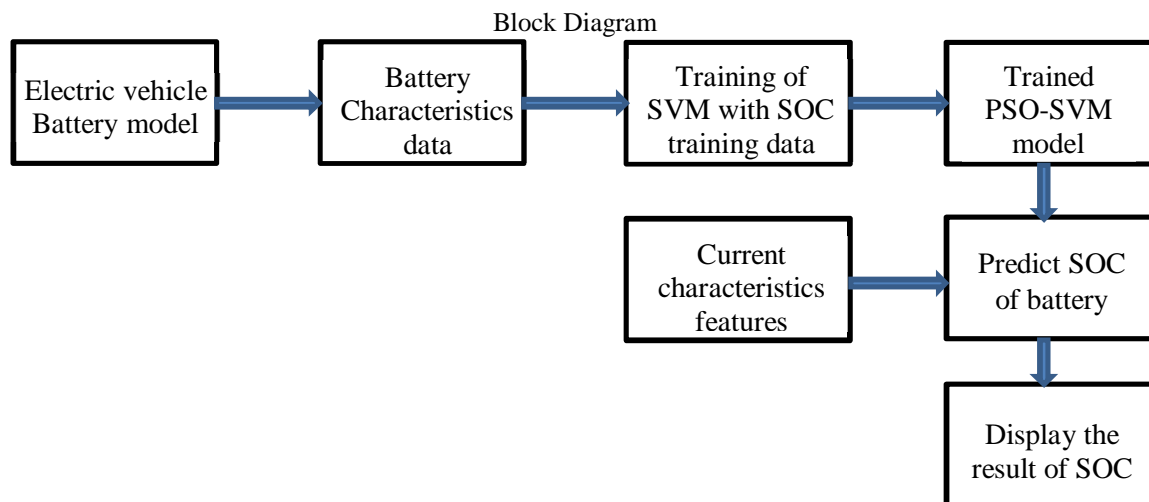 Block Diagram
Electric vehicle
Battery model
Battery
Characteristics
data
Training of
SVM with SOC
training data
Trained
PSO-SVM
model
Current
characteristics
features
Predict SOC
of battery
Display the
result of SOC